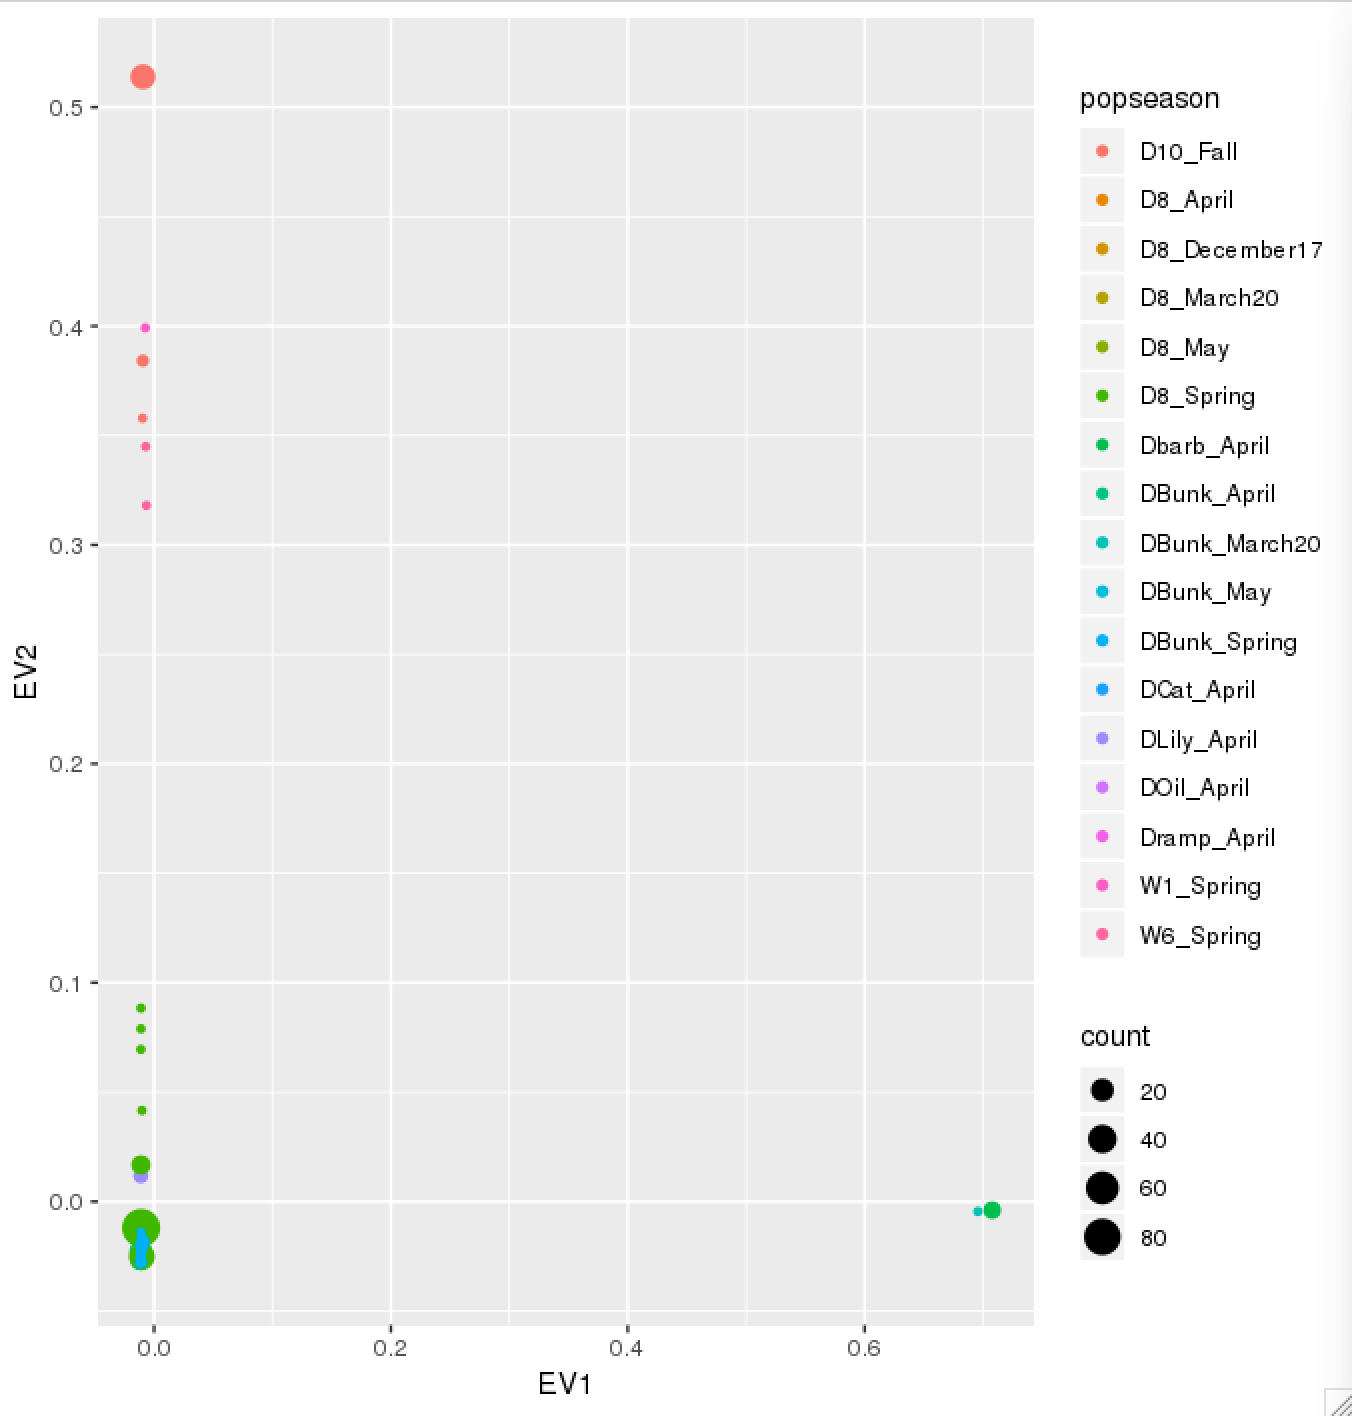 0.5
0.4
0.3
0.2
0.1
0.0
EV2
0.0
0.2
0.4
0.6
EV1
popseason
D10_Fall
D8_April
D8_December17
D8_March20
D8_May
D8_Spring
Dbarb_April
DBunk_April
DBunk_March20
DBunk_May
DBunk_Spring
DCat_April
DLily_April
DOil_April
Dramp_April
W1_Spring
W6_Spring
count
20
40
60
80